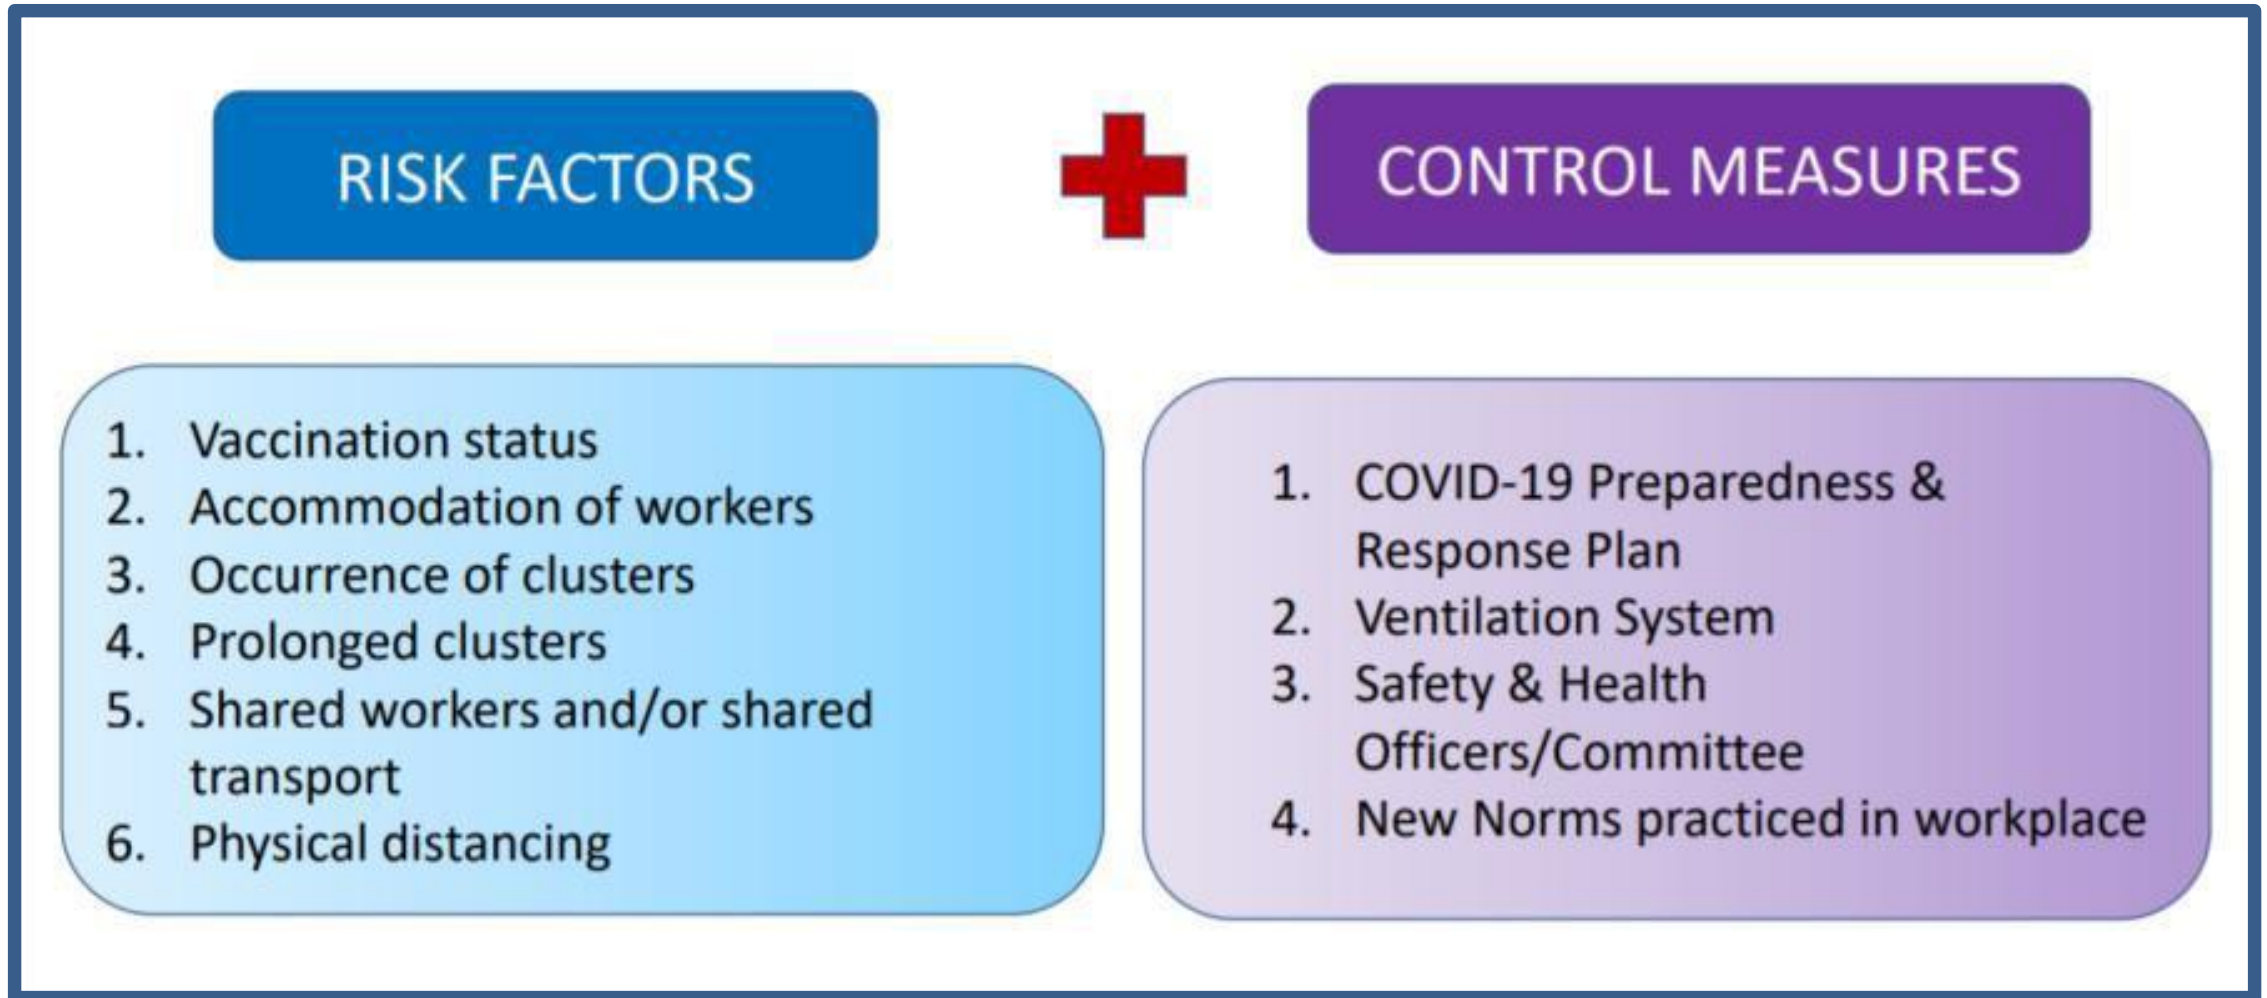 RISK FACTORS
CONTROL MEASURES
1. Vaccination status
2. Accommodation of workers
3. Occurrence of clusters
4. Prolonged clusters
5. Shared workers and/or shared
transport
6. Physical distancing
1. COVID-19 Preparedness &
Response Plan
2. Ventilation System
3. Safety & Health
Officers/Committee
4. New Norms practiced in workplace